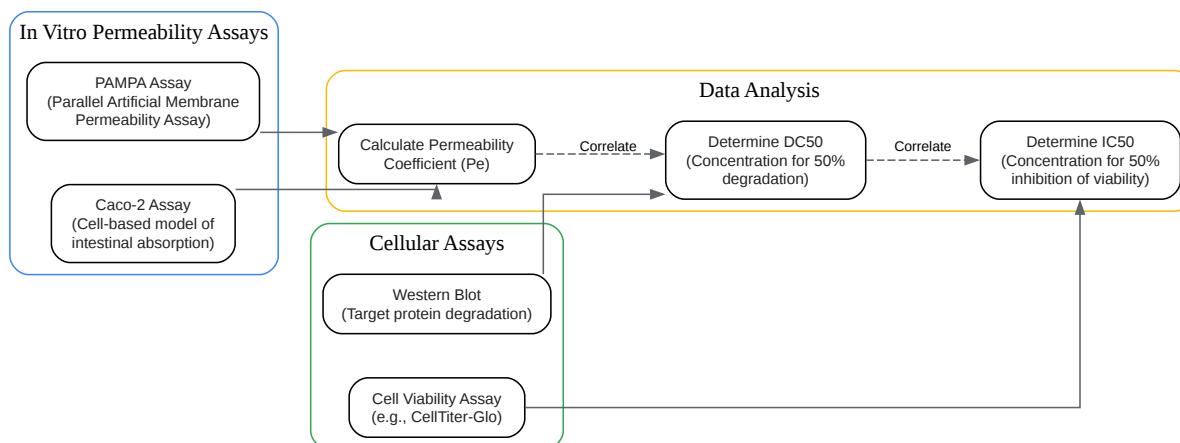 In Vitro Permeability Assays
PAMPA Assay
(Parallel Artificial Membrane
Permeability Assay)
Caco-2 Assay
(Cell-based model of
intestinal absorption)
Data Analysis
Calculate Permeability
Coefficient (Pe)
Correlate
Determine DC50
(Concentration for 50%
degradation)
Correlate
Determine IC50
(Concentration for 50%
inhibition of viability)
Cellular Assays
Western Blot
(Target protein degradation)
Cell Viability Assay
(e.g., CellTiter-Glo)